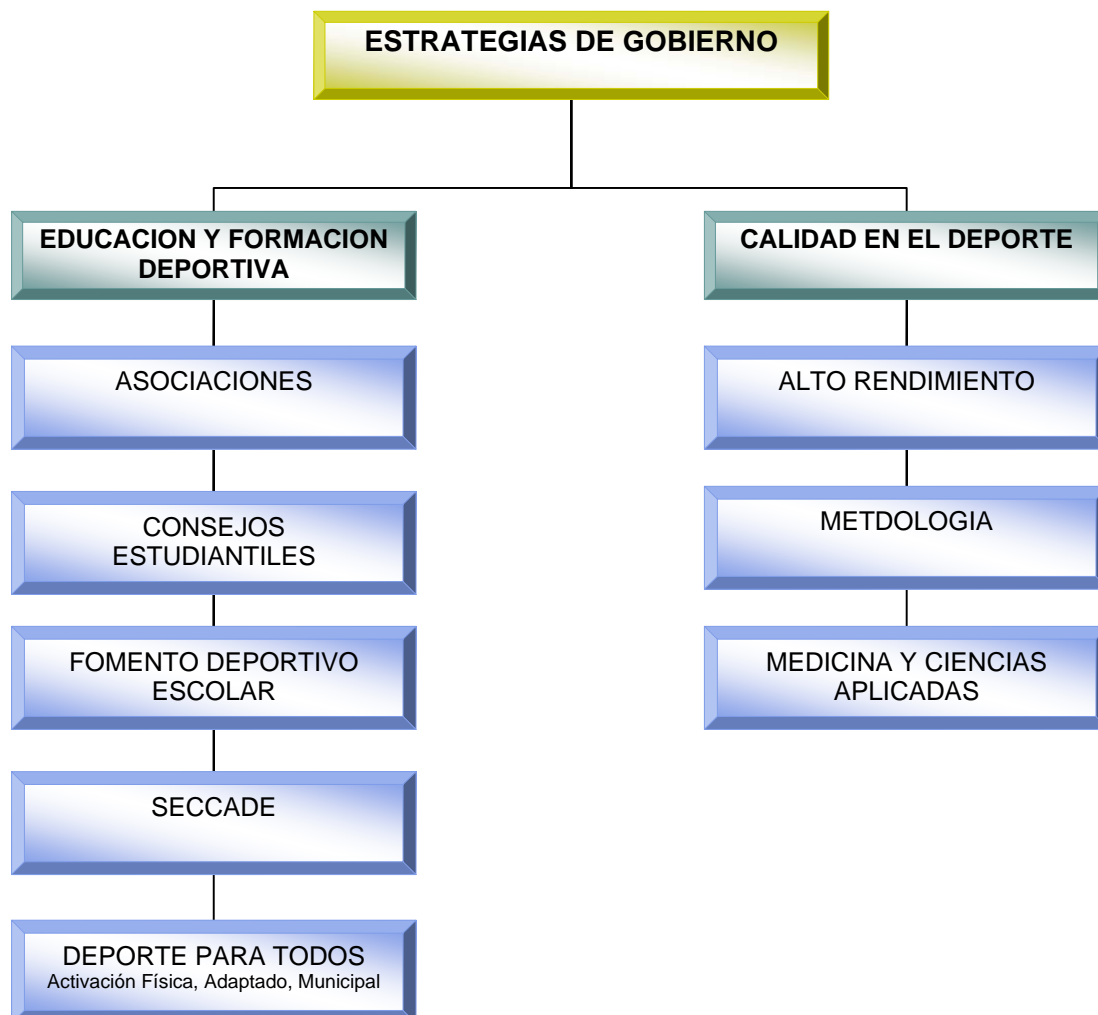 ESTRATEGIAS DE GOBIERNO
EDUCACION Y FORMACION
DEPORTIVA
ASOCIACIONES
CONSEJOS
ESTUDIANTILES
FOMENTO DEPORTIVO
ESCOLAR
SECCADE
DEPORTE PARA TODOS
Activación Física, Adaptado, Municipal
CALIDAD EN EL DEPORTE
ALTO RENDIMIENTO
METDOLOGIA
MEDICINA Y CIENCIAS
APLICADAS